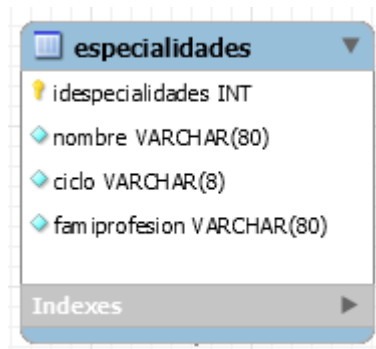 especialidades
idespecialidades INT
nombre VARCHAR(80)
ciclo VARCHAR(8)
famiprofesion VARCHAR(80)
Indexes